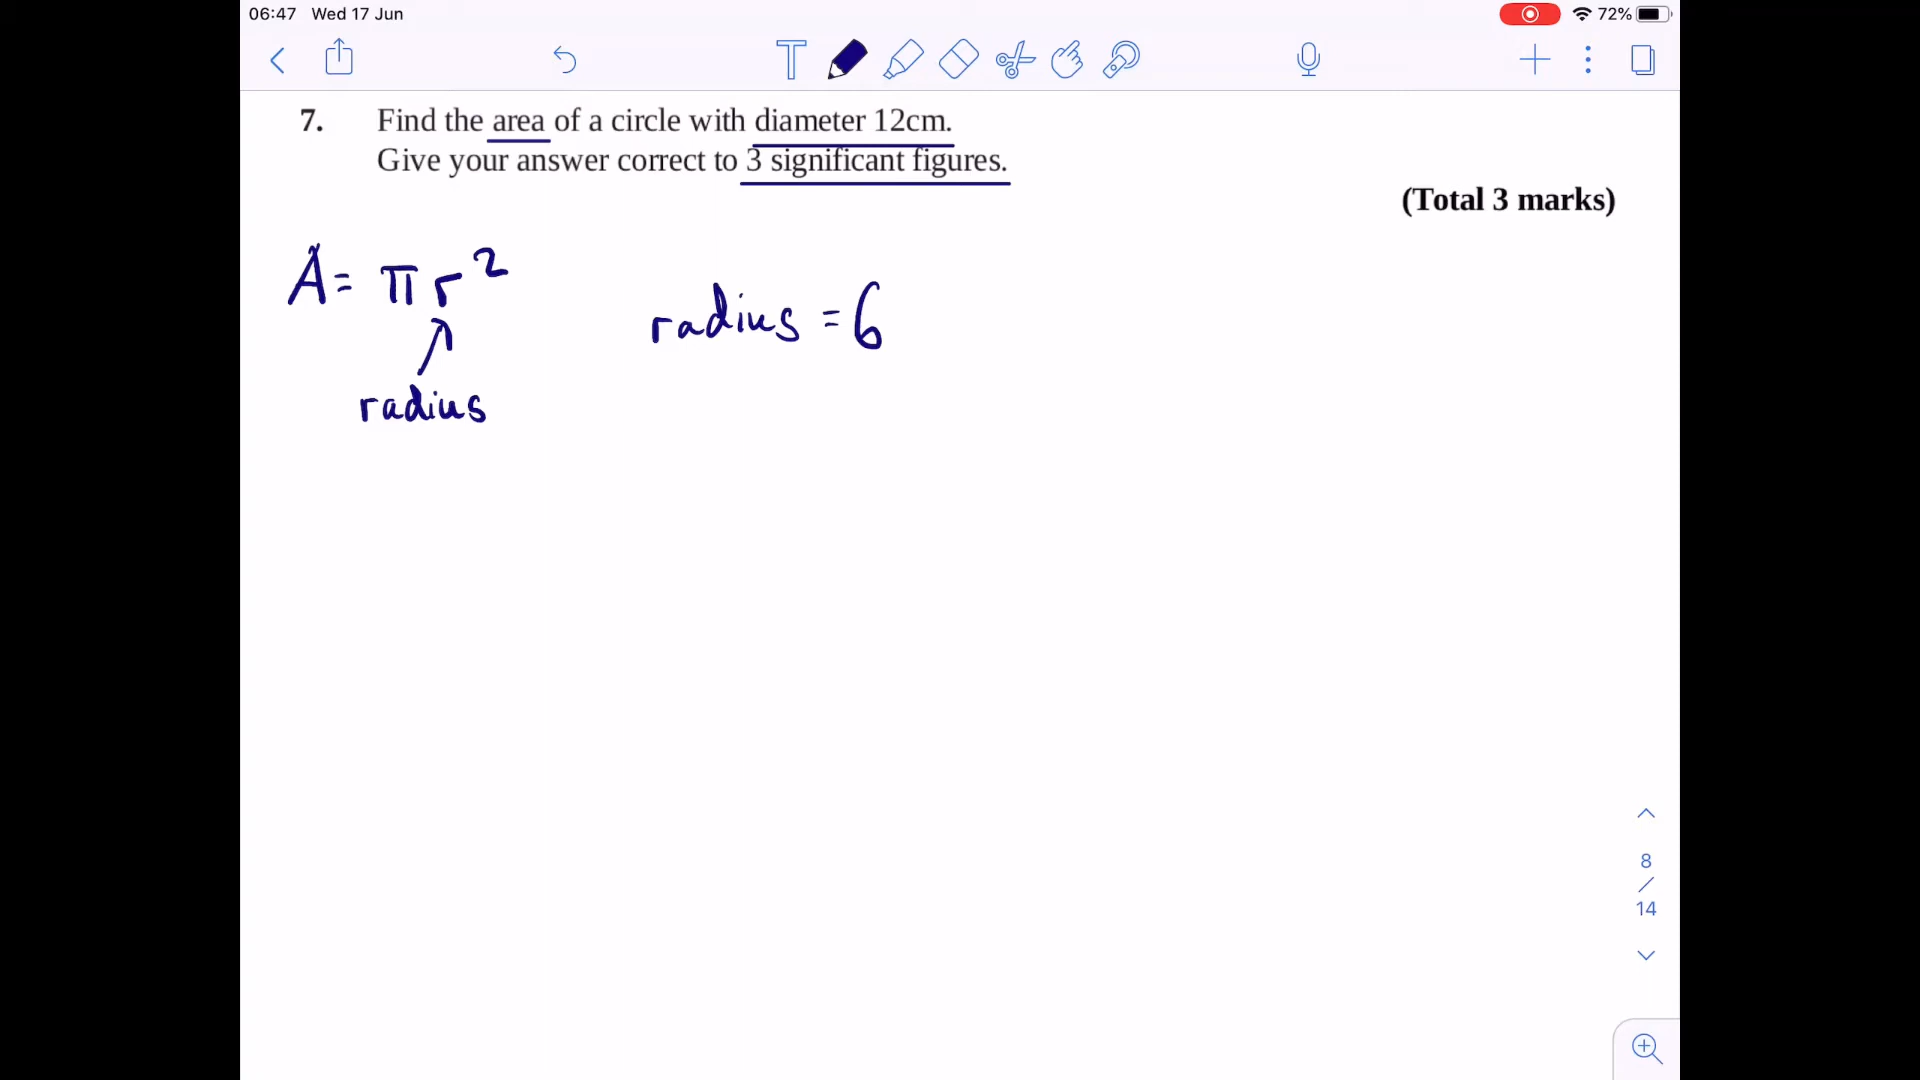 06:47 Wed 17 Jun 72%
7. Find the area of a circle with diameter 12cm.
Give your answer correct to 3 significant figures.
(Total 3 marks)
A = πr²
radius = 6
radius
8
/
14